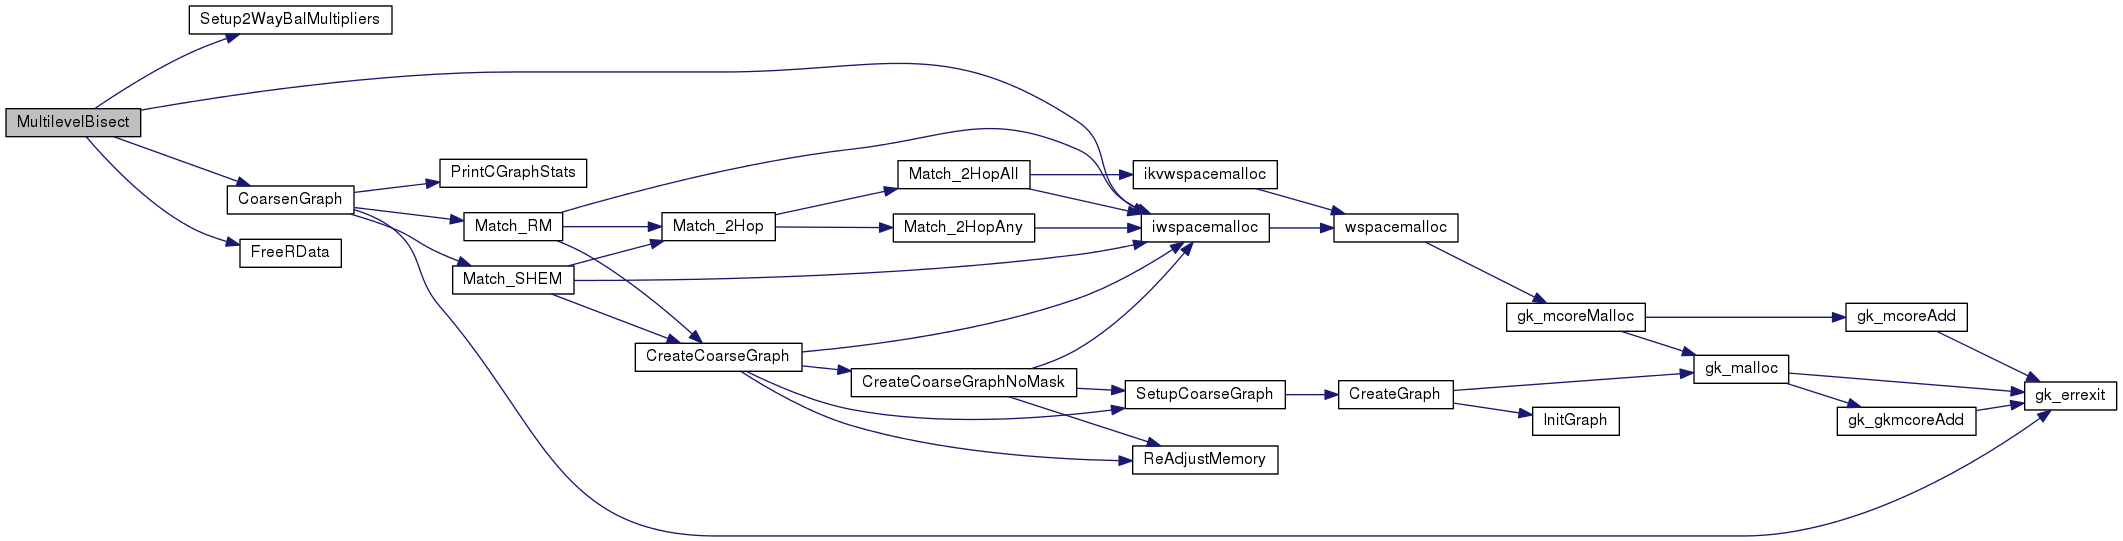 Setup2WayBalMultipliers
MultilevelBisect
PrintCGraphStats
CoarsenGraph
FreeRData
Match_RM
Match_SHEM
Match_2Hop
Match_2HopAll
Match_2HopAny
ikvwspacemalloc
iwspacemalloc
wspacemalloc
CreateCoarseGraph
CreateCoarseGraphNoMask
SetupCoarseGraph
ReAdjustMemory
CreateGraph
InitGraph
gk_mcoreMalloc
gk_mcoreAdd
gk_malloc
gk_gkmcoreAdd
gk_errexit